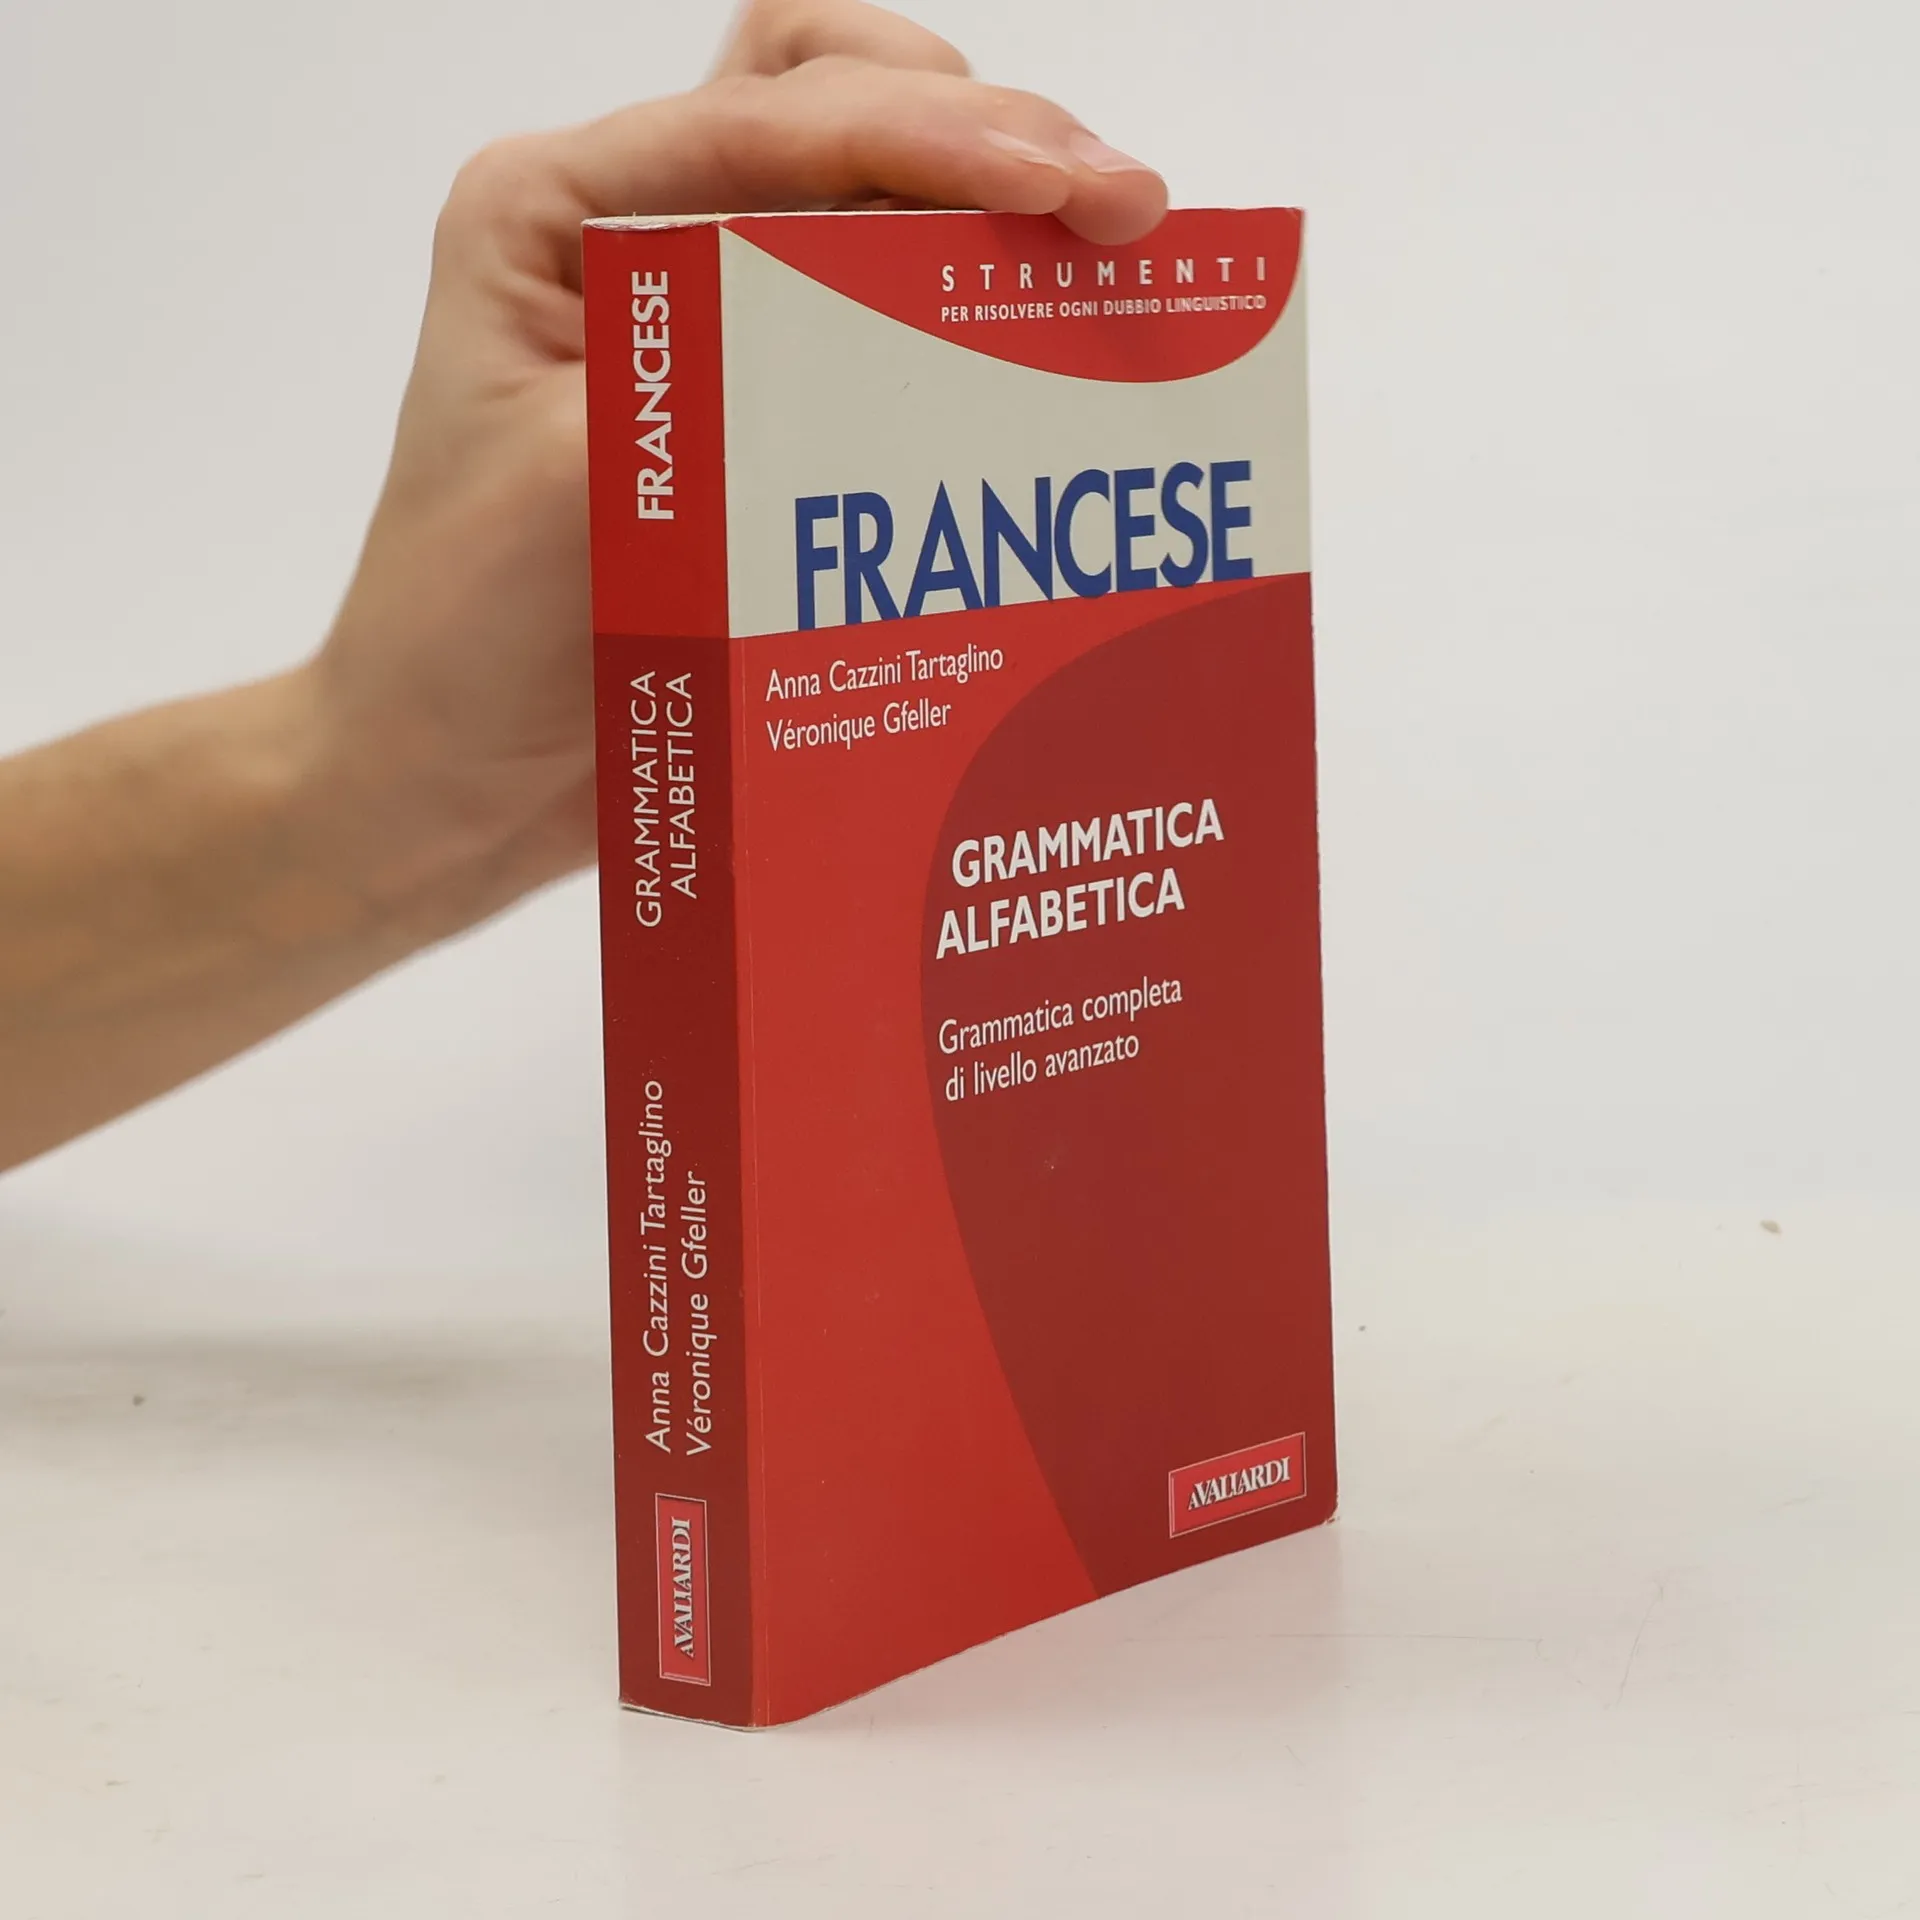 FRANCESE
GRAMMATICA
ALFABETICA
Anna Cazzini Tartaglino
Véronique Gfeller
AVALLARDI
STRUMENTI
PER RISOLVERE OGNI DUBBIO LINGUISTICO
FRANCESE
Anna Cazzini Tartaglino
Véronique Gfeller
GRAMMATICA
ALFABETICA
Grammatica completa
di livello avanzato
AVALLARDI